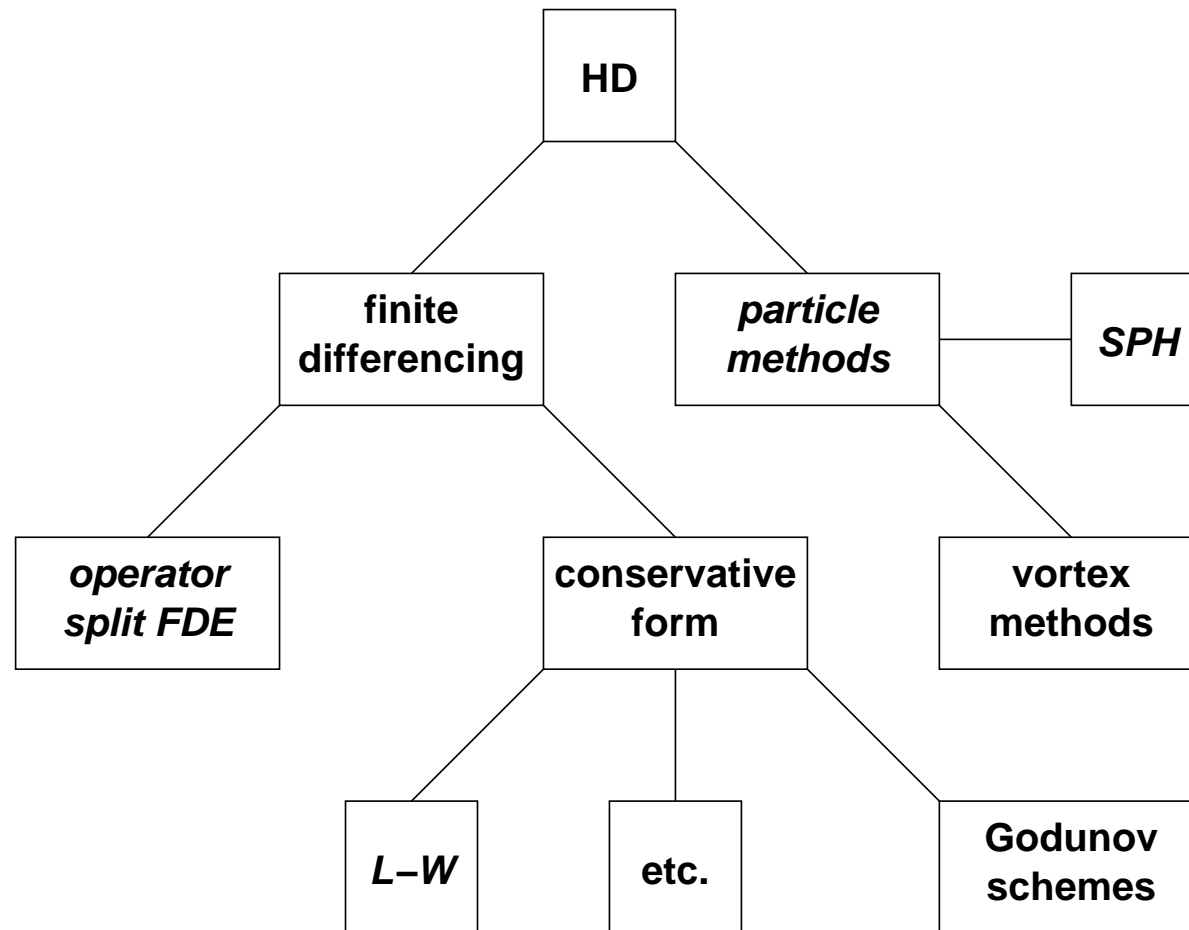 HD
finite
differencing
particle
methods
SPH
operator
split FDE
conservative
form
vortex
methods
L–W
etc.
Godunov
schemes